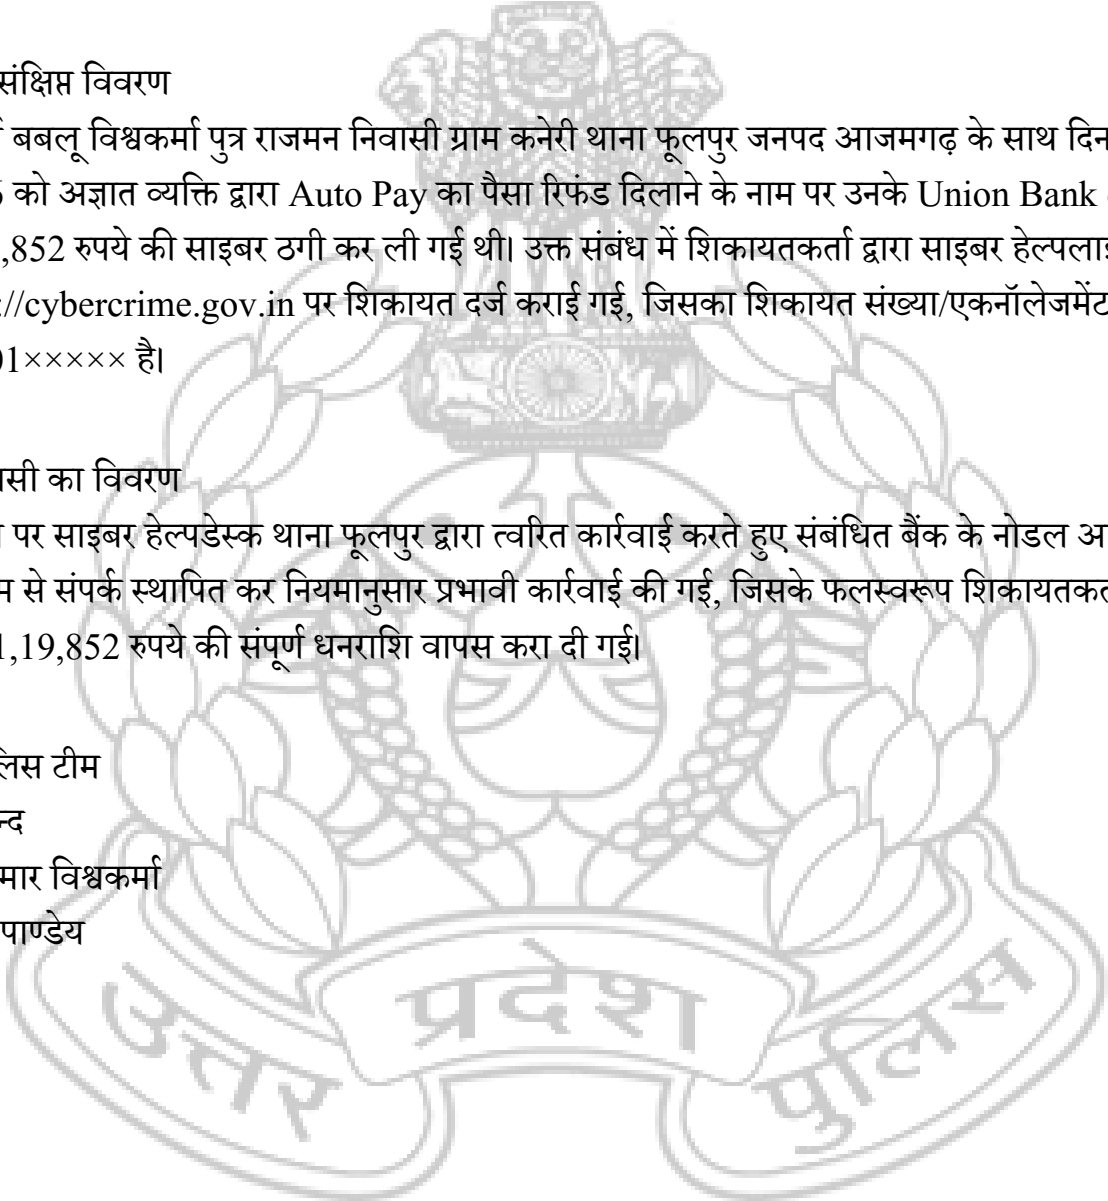 संक्षिप्त विवरण
बबलू विश्वकर्मा पुत्र राजमन निवासी ग्राम कनेरी थाना फूलपुर जनपद आजमगढ़ के साथ दिन
को अज्ञात व्यक्ति द्वारा Auto Pay का पैसा रिफंड दिलाने के नाम पर उनके Union Bank
,852 रुपये की साइबर ठगी कर ली गई थी। उक्त संबंध में शिकायतकर्ता द्वारा साइबर हेल्पलाइ
://cybercrime.gov.in पर शिकायत दर्ज कराई गई, जिसका शिकायत संख्या/एकनॉलेजमेंट
01××××× है।
सी का विवरण
पर साइबर हेल्पडेस्क थाना फूलपुर द्वारा त्वरित कार्रवाई करते हुए संबंधित बैंक के नोडल अ
म से संपर्क स्थापित कर नियमानुसार प्रभावी कार्रवाई की गई, जिसके फलस्वरूप शिकायतकर्त
1,19,852 रुपये की संपूर्ण धनराशि वापस करा दी गई।
लिस टीम
न्द
मार विश्वकर्मा
पाण्डेय
उत्तर प्रदेश पुलिस